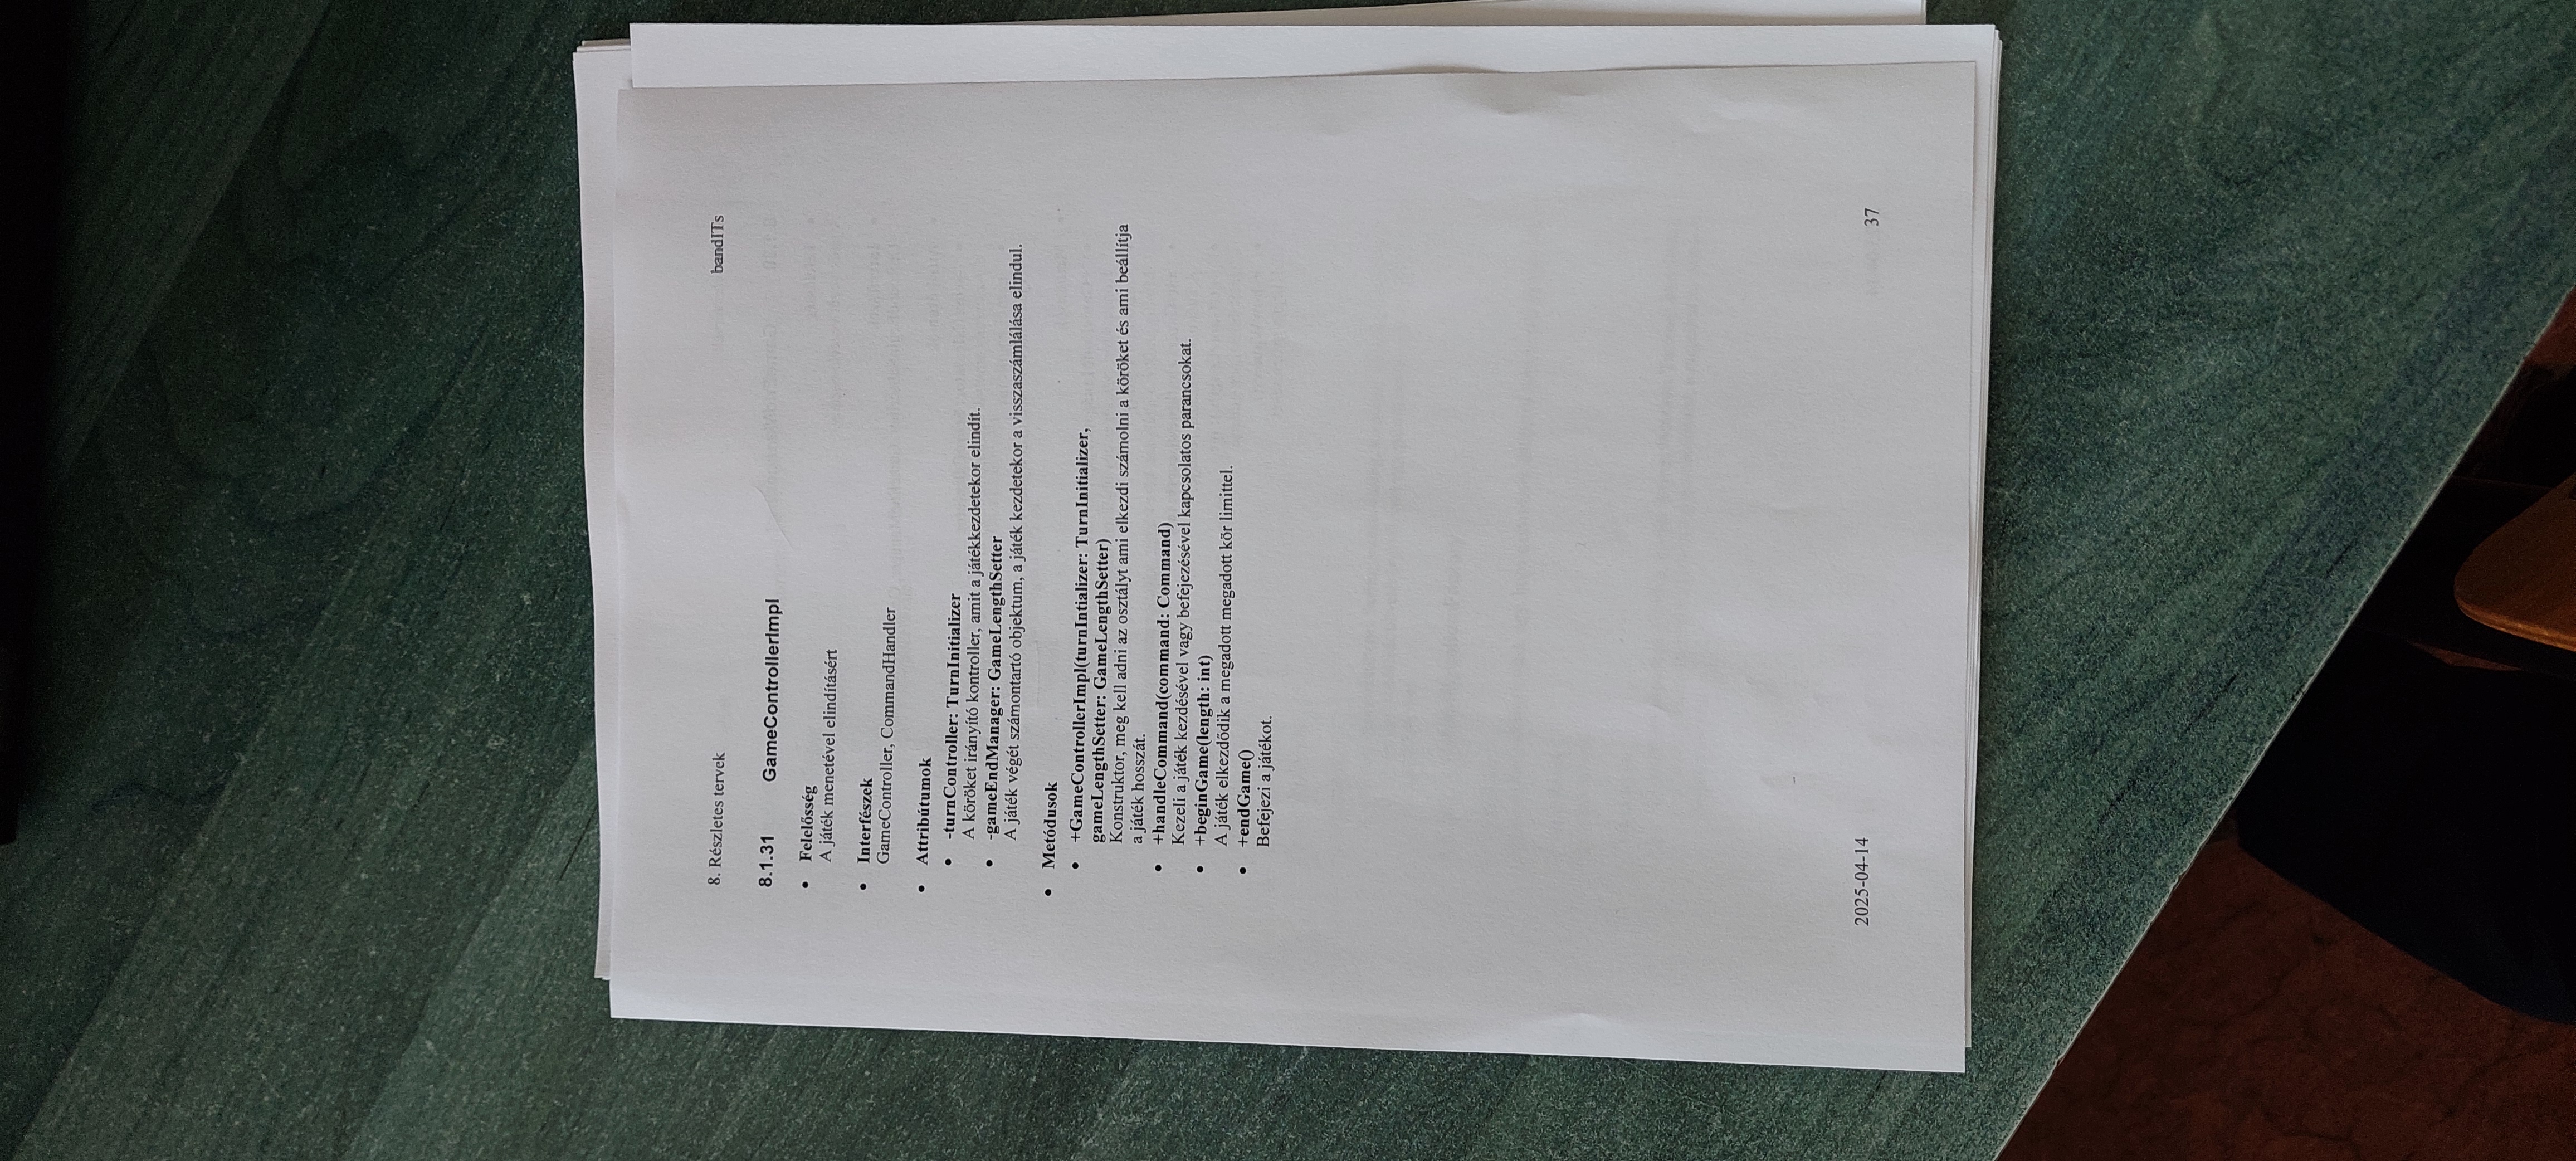 8. Részletes tervek bandITs
8.1.31 GameControllerImpl
• Felelősség
A játék menetével elindításért
• Interfészek
GameController, CommandHandler
• Attribútumok
• -turnController: TurnInitializer
A köröket irányító kontroller, amit a játékkezdetekor elindít.
• -gameEndManager: GameLengthSetter
A játék végét számontartó objektum, a játék kezdetekor a visszaszámlálása elindul.
• Metódusok
• +GameControllerImpl(turnIntializer: TurnInitializer,
gameLengthSetter: GameLengthSetter)
Konstruktor, meg kell adni az osztályt ami elkezdi számolni a köröket és ami beállítja
a játék hosszát.
• +handleCommand(command: Command)
Kezeli a játék kezdésével vagy befejezésével kapcsolatos parancsokat.
• +beginGame(length: int)
A játék elkezdődik a megadott megadott kör limittel.
• +endGame()
Befejezi a játékot.
2025-04-14 37